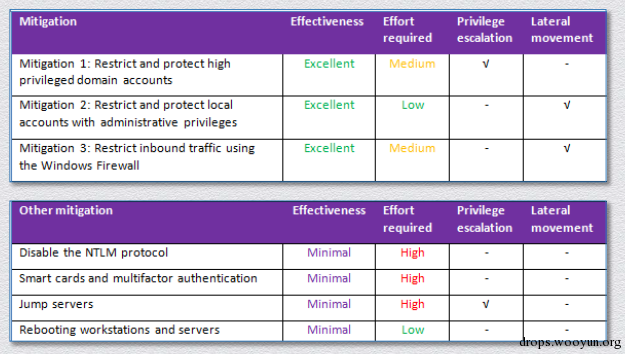 Mitigation Effectiveness Effort required Privilege escalation Lateral movement
Mitigation 1: Restrict and protect high privileged domain accounts Excellent Medium √ -
Mitigation 2: Restrict and protect local accounts with administrative privileges Excellent Low - √
Mitigation 3: Restrict inbound traffic using the Windows Firewall Excellent Medium - √
Other mitigation Effectiveness Effort required Privilege escalation Lateral movement
Disable the NTLM protocol Minimal High - -
Smart cards and multifactor authentication Minimal High - -
Jump servers Minimal High √ -
Rebooting workstations and servers Minimal Low - -
drops.wooyun.org